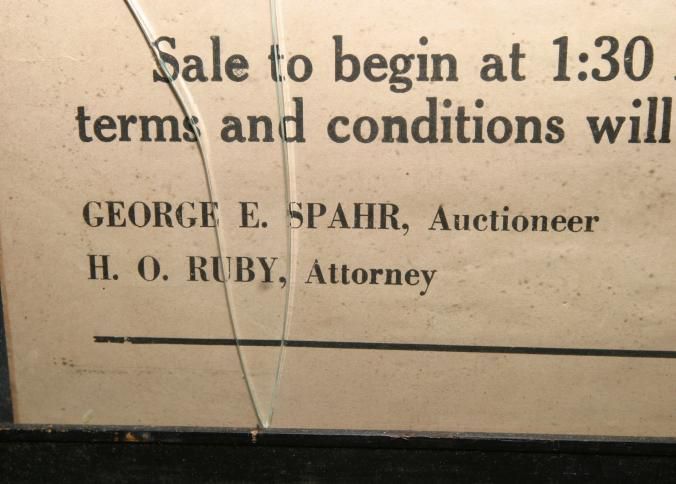 Sale to begin at 1:30
terms and conditions will
GEORGE E. SPAHR, Auctioneer
H. O. RUBY, Attorney